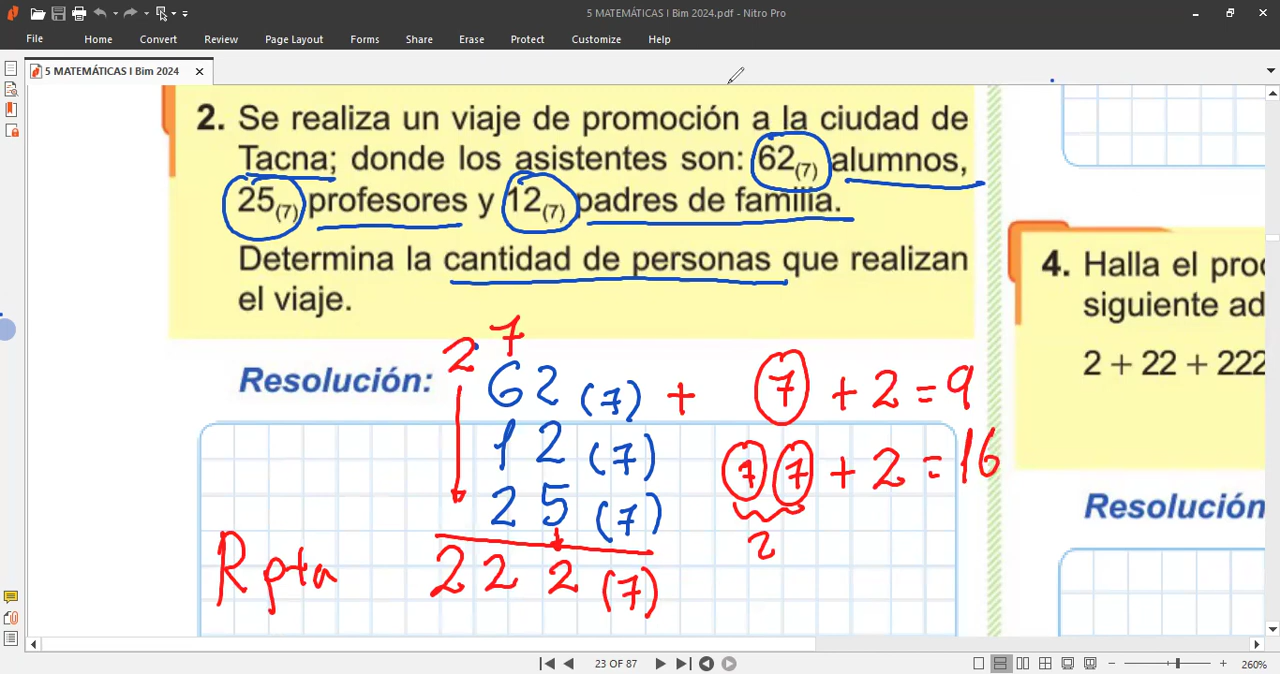 5 MATEMÁTICAS I Bim 2024.pdf - Nitro Pro
File Home Convert Review Page Layout Forms Share Erase Protect Customize Help
5 MATEMÁTICAS I Bim 2024
2. Se realiza un viaje de promoción a la ciudad de
Tacna; donde los asistentes son: 62(7) alumnos,
25(7) profesores y 12(7) padres de familia.
Determina la cantidad de personas que realizan
el viaje.
Resolución:
2 7
62 (7) +
12 (7)
25 (7)
Rpta 222 (7)
7 + 2 = 9
7 7 + 2 = 16
2
4. Halla el pro
siguiente ad
2 + 22 + 222
Resolución
23 OF 87
260%